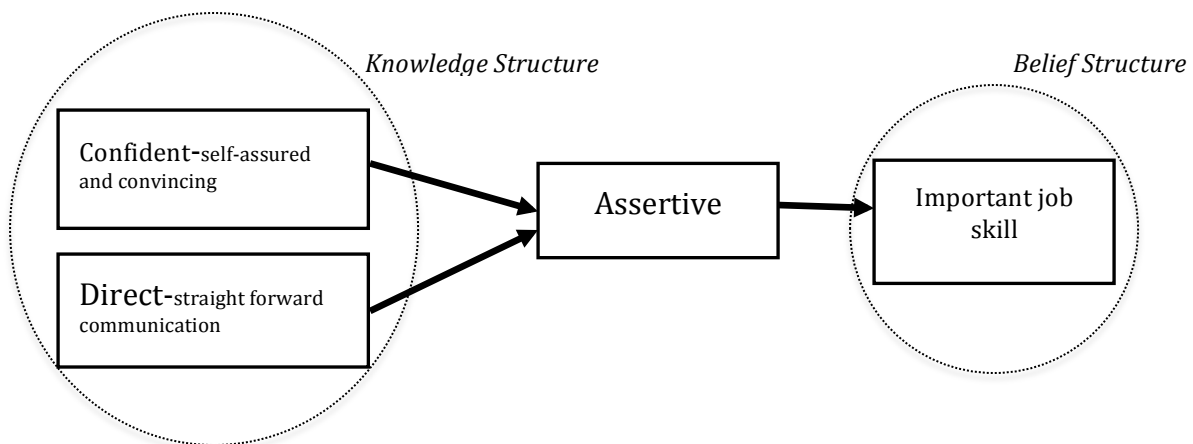 Knowledge Structure
Belief Structure
Confident-self-assured
and convincing
Direct-straight forward
communication
Assertive
Important job
skill